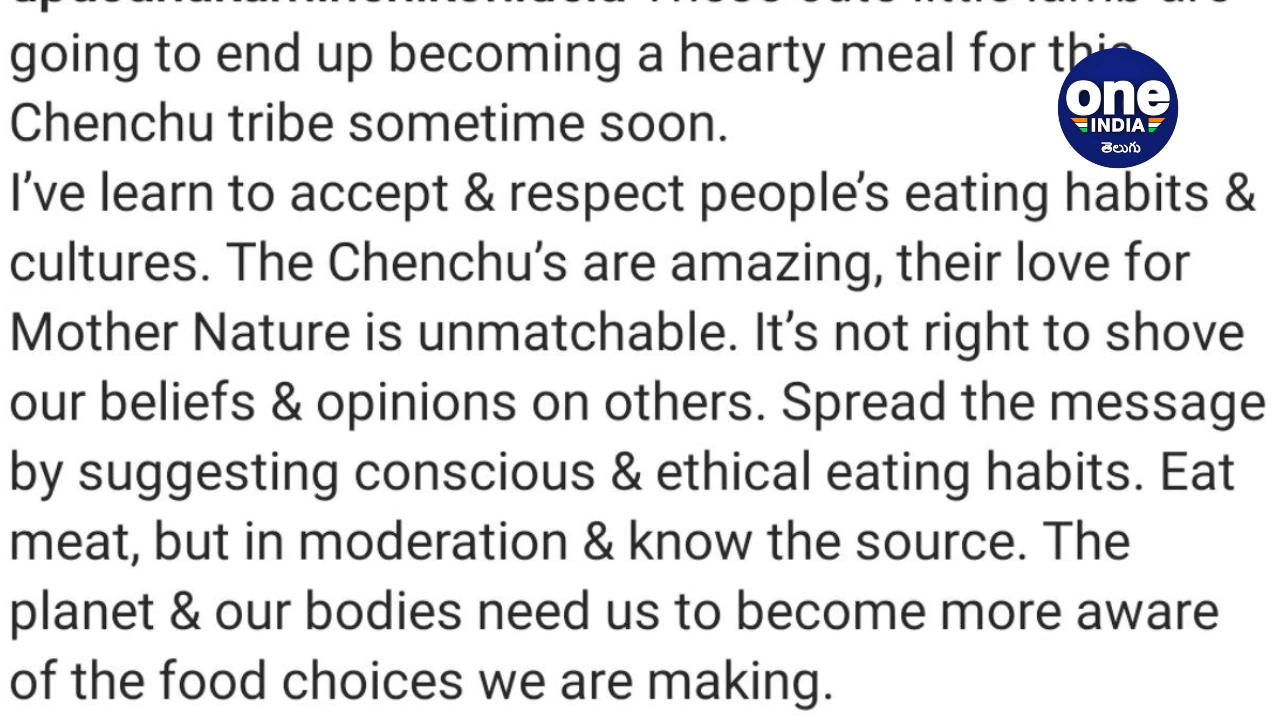 going to end up becoming a hearty meal for this
Chenchu tribe sometime soon.
I've learn to accept & respect people's eating habits &
cultures. The Chenchu's are amazing, their love for
Mother Nature is unmatchable. It's not right to shove
our beliefs & opinions on others. Spread the message
by suggesting conscious & ethical eating habits. Eat
meat, but in moderation & know the source. The
planet & our bodies need us to become more aware
of the food choices we are making.
one
INDIA
తెలుగు